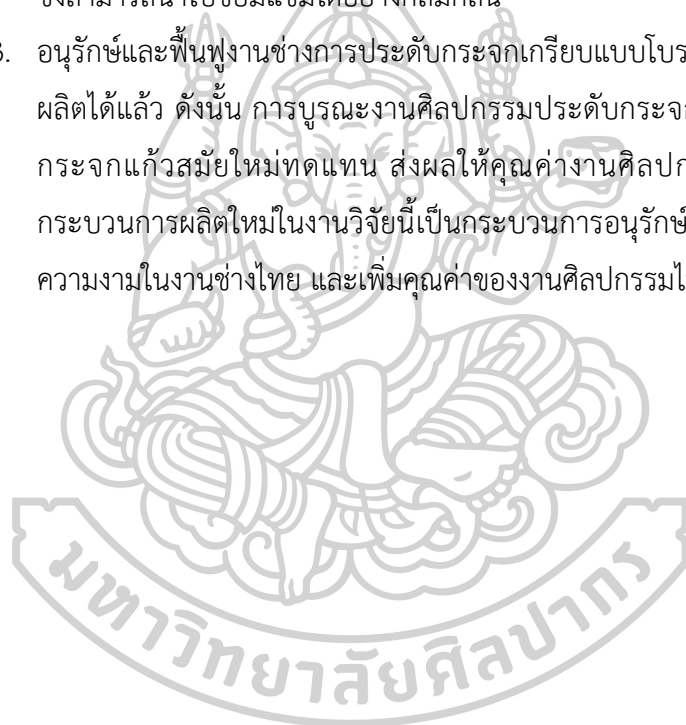 3. อนุรักษ์และฟื้นฟูงานช่างการประดับกระจกเกรียบแบบโบร
ผลิตได้แล้ว ดังนั้น การบูรณะงานศิลปกรรมประดับกระจก
กระจกแก้วสมัยใหม่ทดแทน ส่งผลให้คุณค่างานศิลปก
กระบวนการผลิตใหม่ในงานวิจัยนี้เป็นกระบวนการอนุรักษ์
ความงามในงานช่างไทย และเพิ่มคุณค่าของงานศิลปกรรมไ
มหาวิทยาลัยศิลปากร